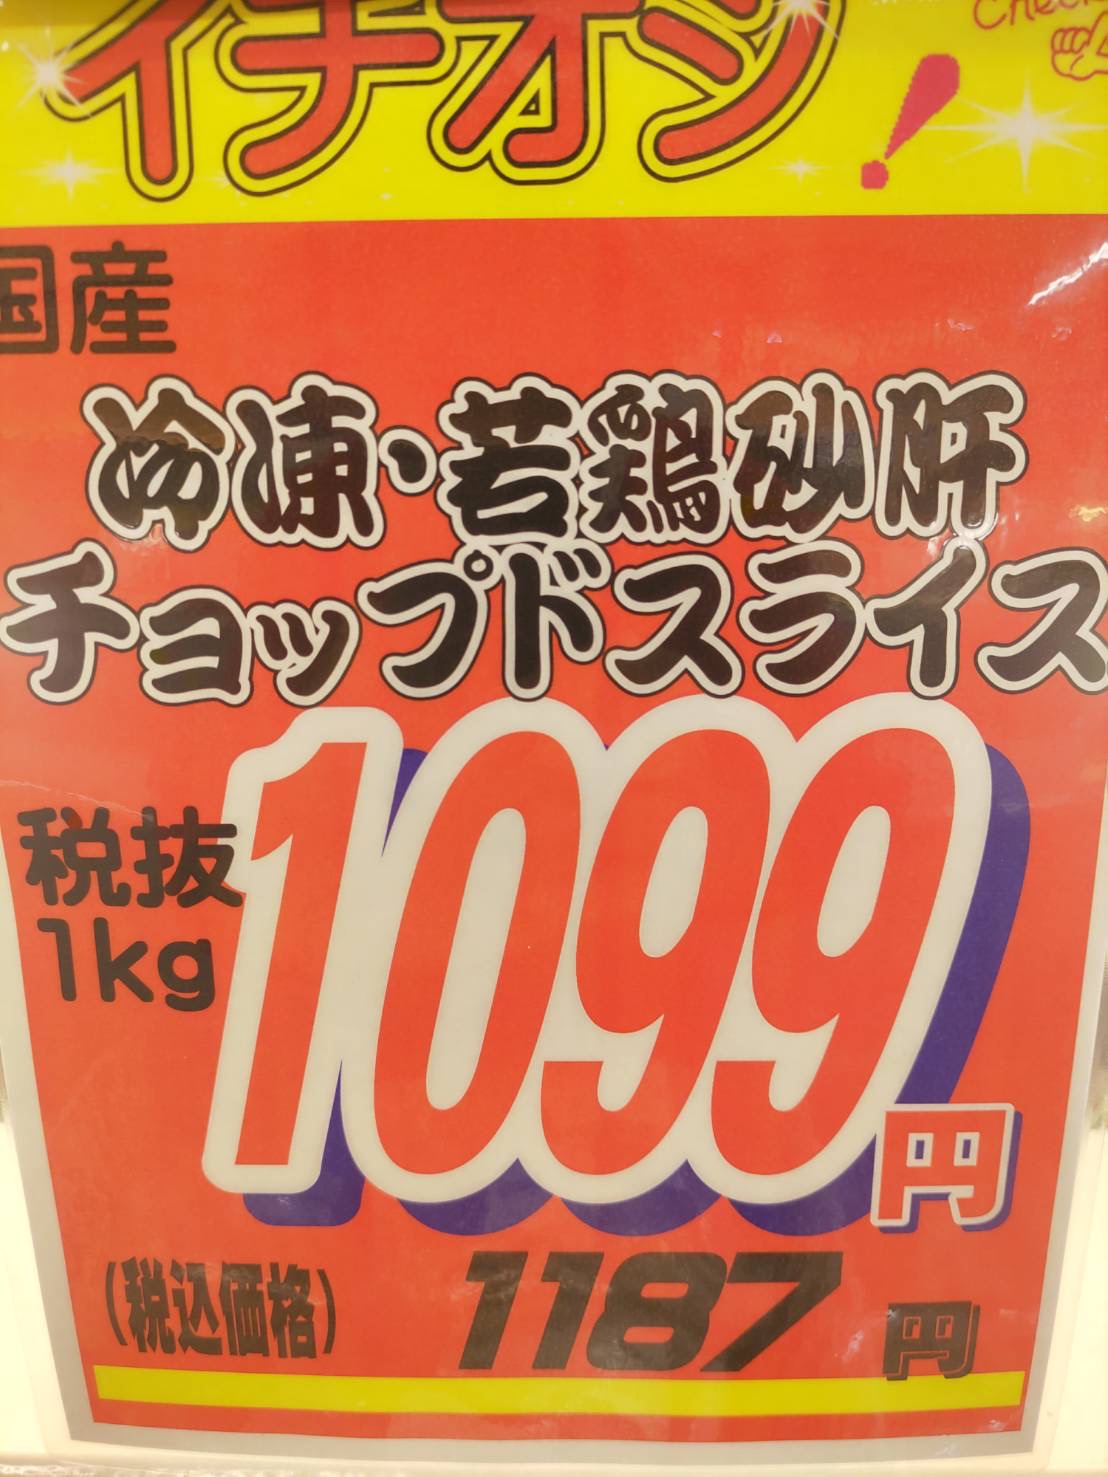 イチオシ!
Check
国産
冷凍・若鶏砂肝
チョップドスライス
税抜
1kg
1099円
(税込価格) 1187円